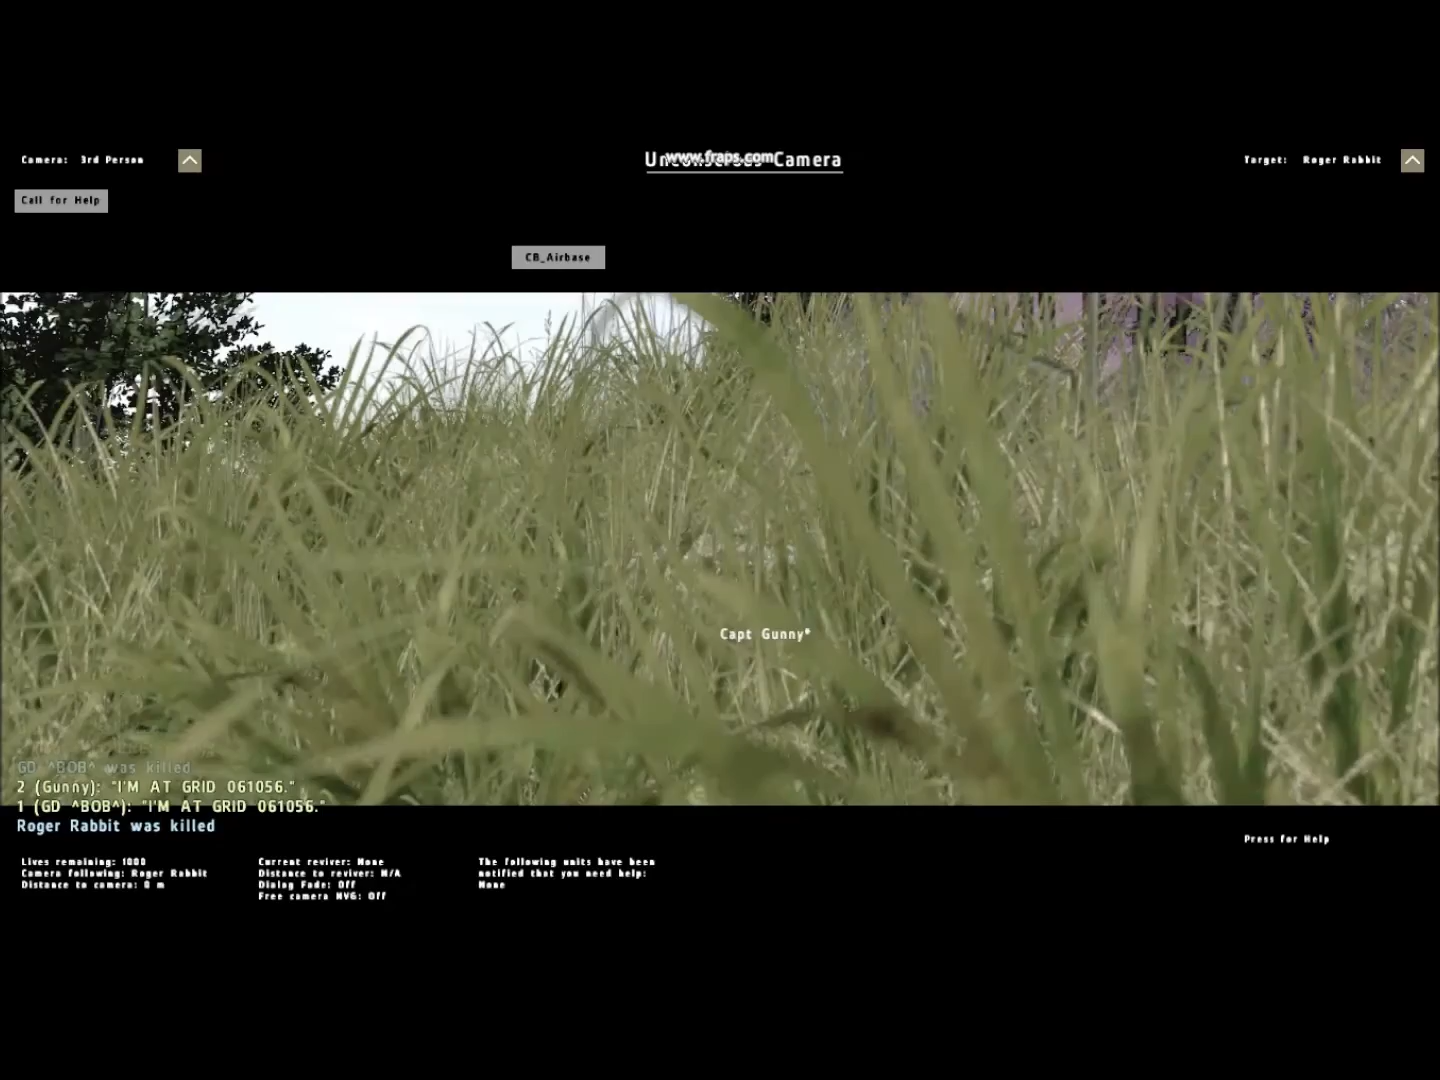 Camera: 3rd Person
www.fraps.com
Unconscious Camera
Target: Roger Rabbit
Call for Help
CB_Airbase
Capt Gunny*
GD ^BOB^ was killed
2 (Gunny): "I'M AT GRID 061056."
1 (GD ^BOB^): "I'M AT GRID 061056."
Roger Rabbit was killed
Press for Help
Lives remaining: 1000
Camera following: Roger Rabbit
Distance to camera: 0 m
Current reviver: None
Distance to reviver: N/A
Dialog Fade: Off
Free camera NVG: Off
The following units have been
notified that you need help:
None